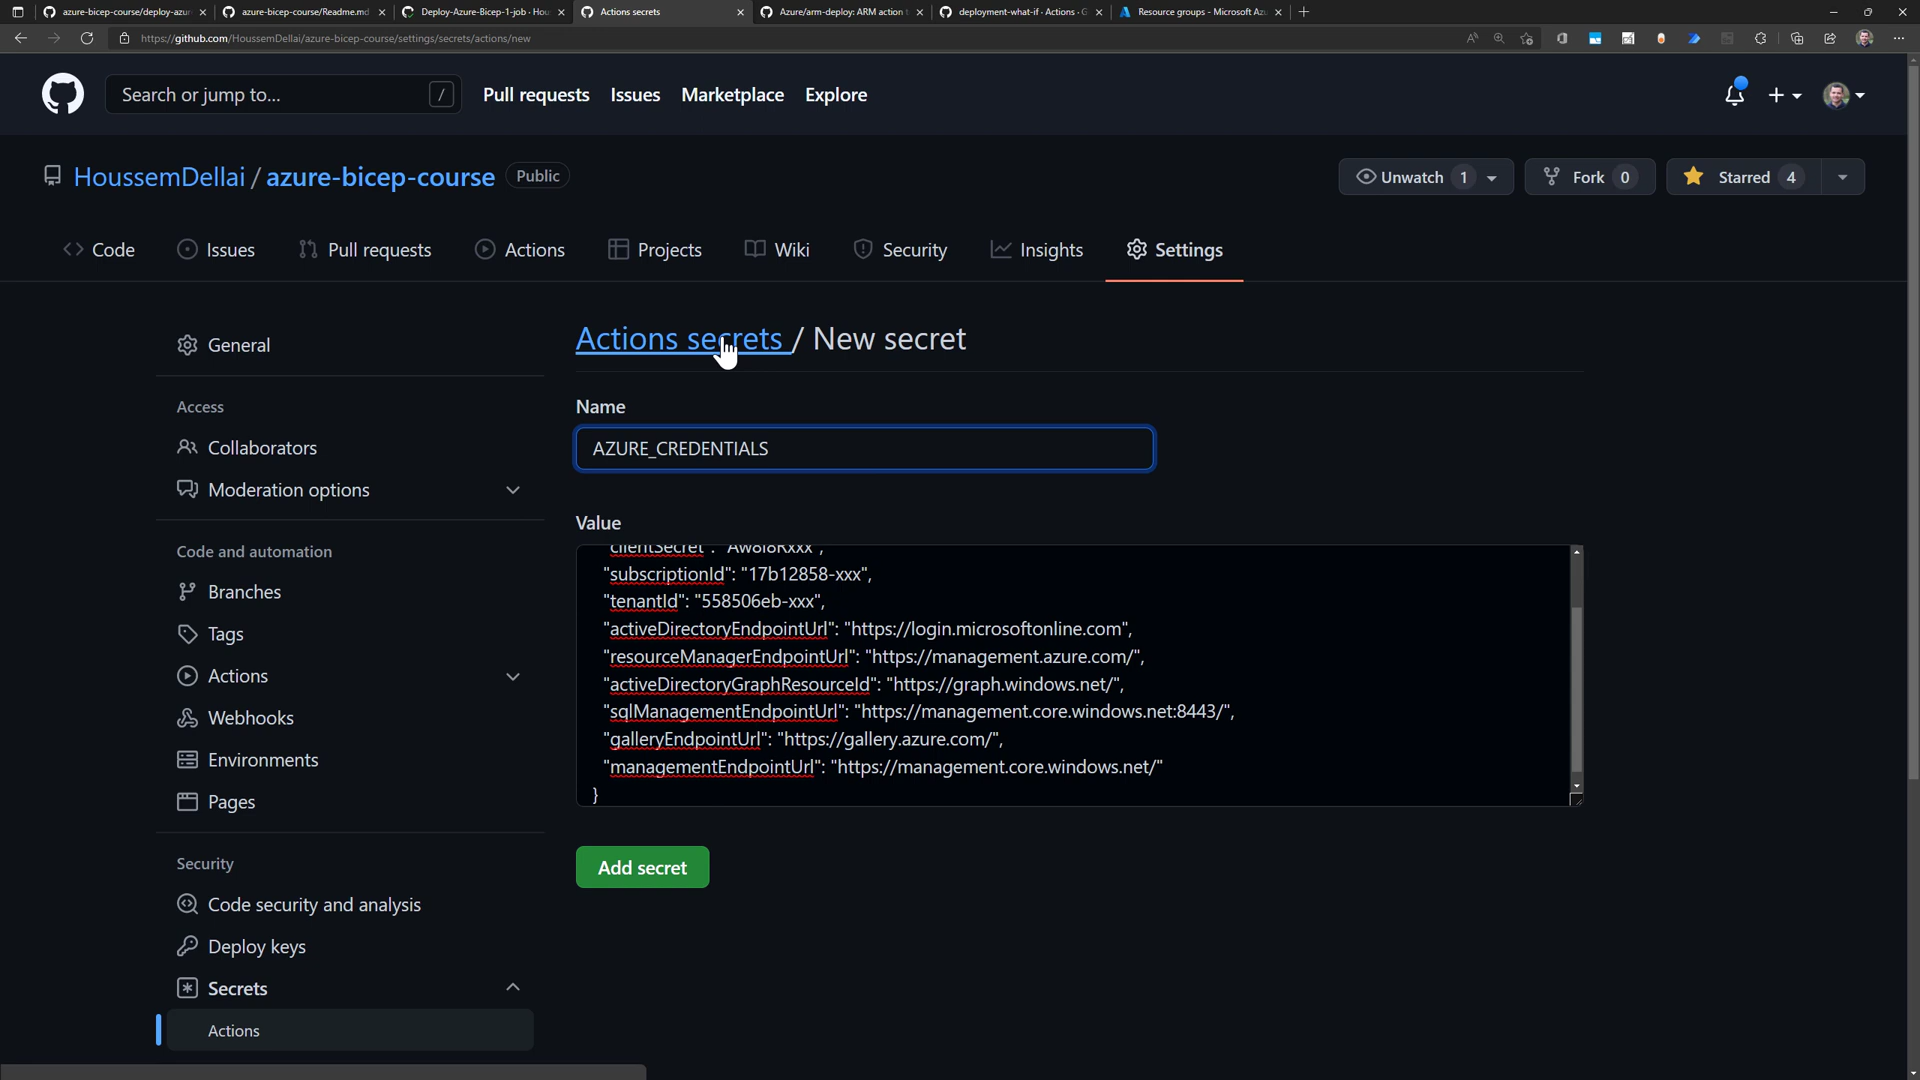 azure-bicep-course/deploy-azur
azure-bicep-course/Readme.md
Deploy-Azure-Bicep-1-job · Hou
Actions secrets
Azure/arm-deploy: ARM action
deployment-what-if · Actions · G
Resource groups - Microsoft Azu
https://github.com/HoussemDellai/azure-bicep-course/settings/secrets/actions/new
Search or jump to...
/
Pull requests
Issues
Marketplace
Explore
HoussemDellai / azure-bicep-course
Public
Unwatch 1
Fork 0
Starred 4
Code
Issues
Pull requests
Actions
Projects
Wiki
Security
Insights
Settings
General
Access
Collaborators
Moderation options
Code and automation
Branches
Tags
Actions
Webhooks
Environments
Pages
Security
Code security and analysis
Deploy keys
Secrets
Actions
Actions secrets / New secret
Name
AZURE_CREDENTIALS
Value
"subscriptionId": "17b12858-xxx",
"tenantId": "558506eb-xxx",
"activeDirectoryEndpointUrl": "https://login.microsoftonline.com",
"resourceManagerEndpointUrl": "https://management.azure.com/",
"activeDirectoryGraphResourceId": "https://graph.windows.net/",
"sqlManagementEndpointUrl": "https://management.core.windows.net:8443/",
"galleryEndpointUrl": "https://gallery.azure.com/",
"managementEndpointUrl": "https://management.core.windows.net/"
}
Add secret